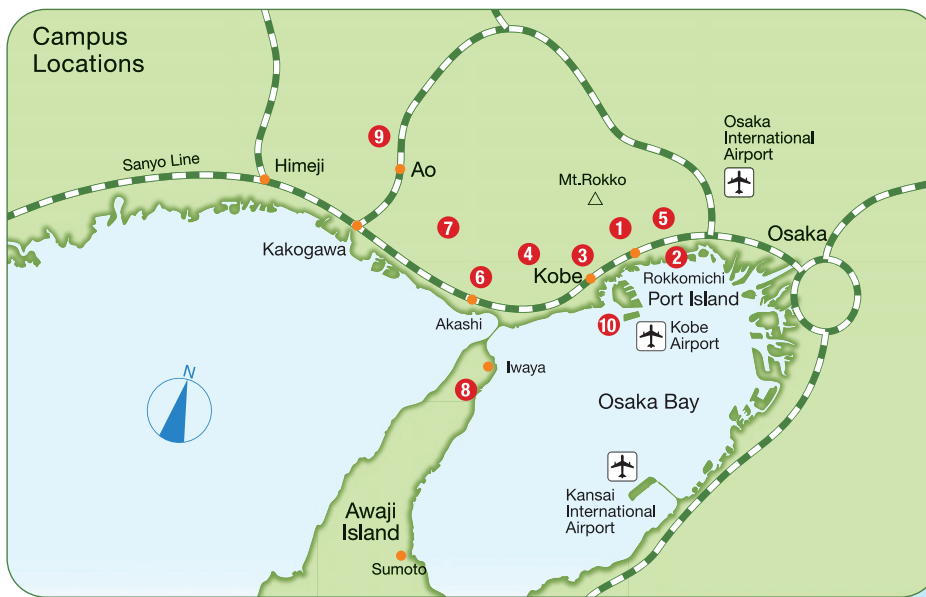 Campus
Locations
Osaka
International
Airport
9
Sanyo Line
Himeji
Ao
Mt.Rokko
7
1
5
Osaka
Kakogawa
4
3
2
6
Kobe
Rokkomichi
Port Island
Akashi
10
Kobe
Airport
Iwaya
N
8
Osaka Bay
Kansai
International
Airport
Awaji
Island
Sumoto